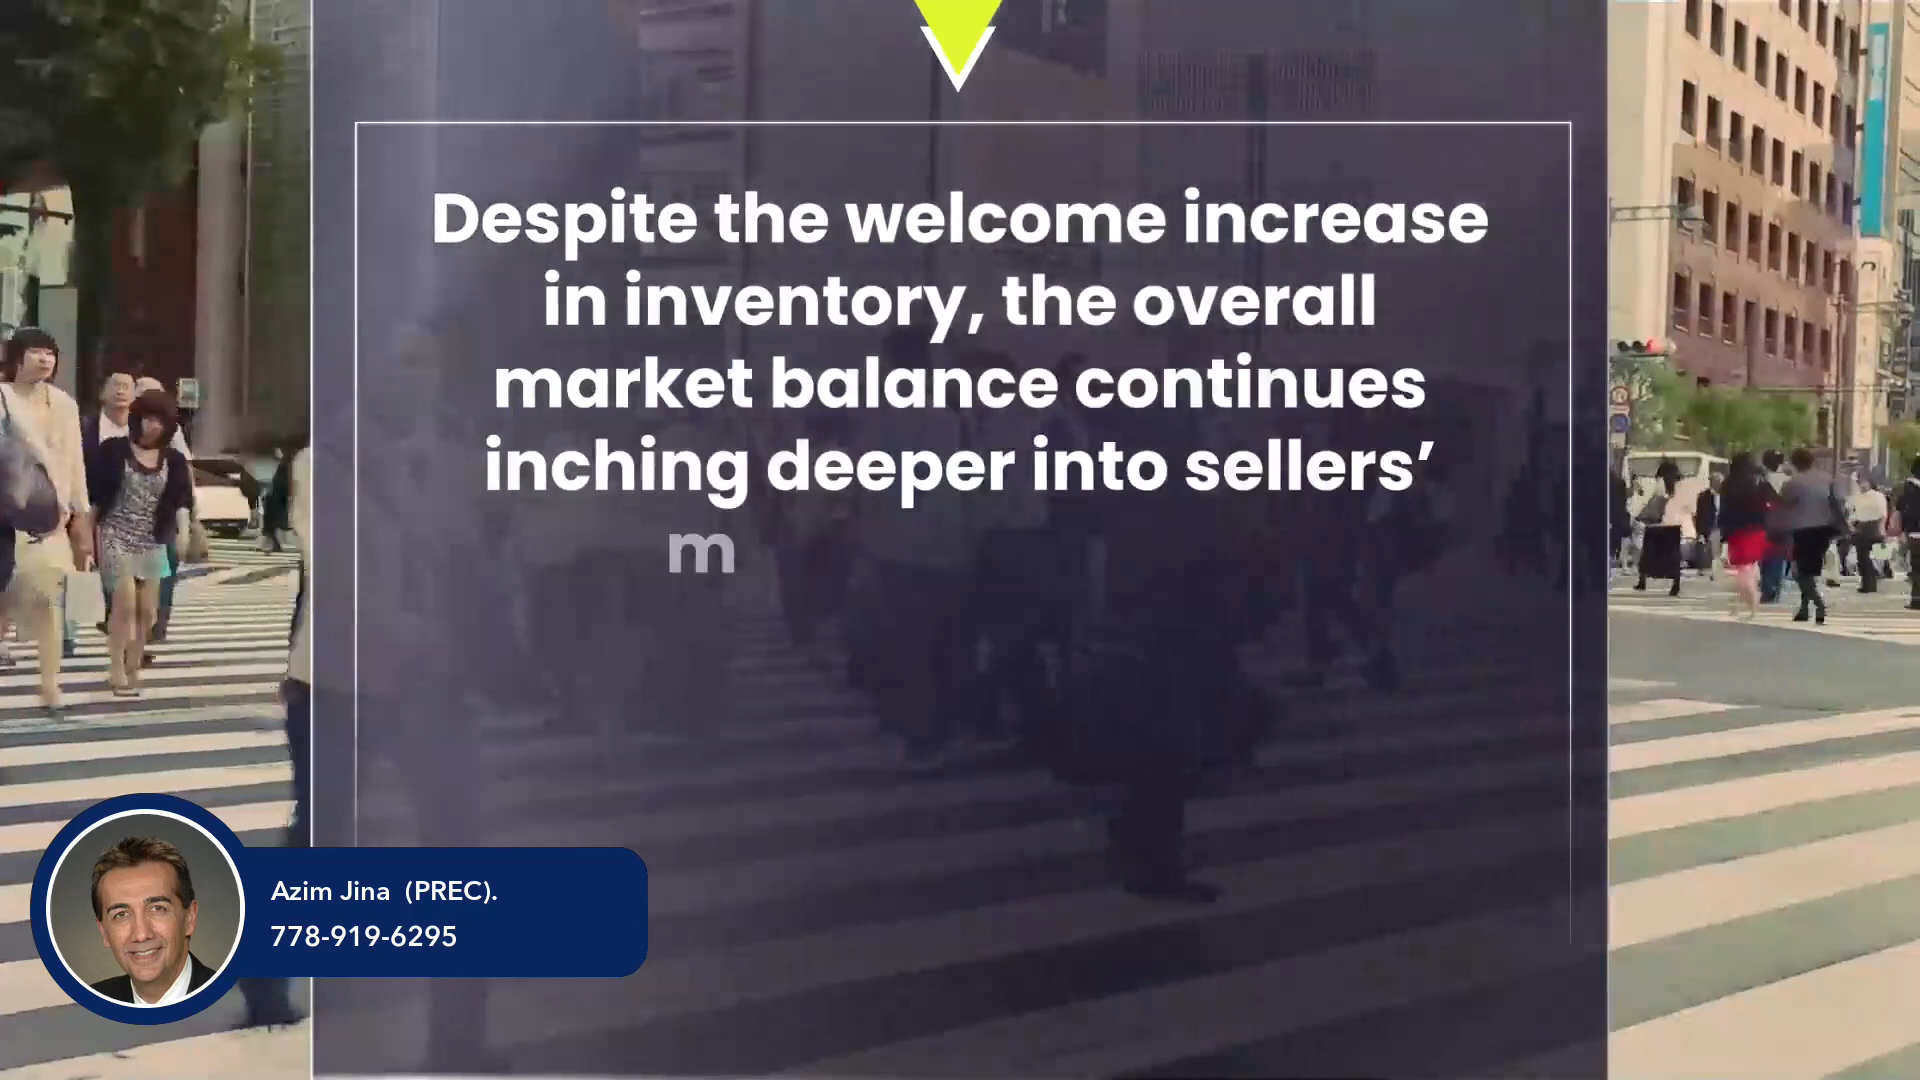 Despite the welcome increase
in inventory, the overall
market balance continues
inching deeper into sellers’
m
Azim Jina (PREC).
778-919-6295